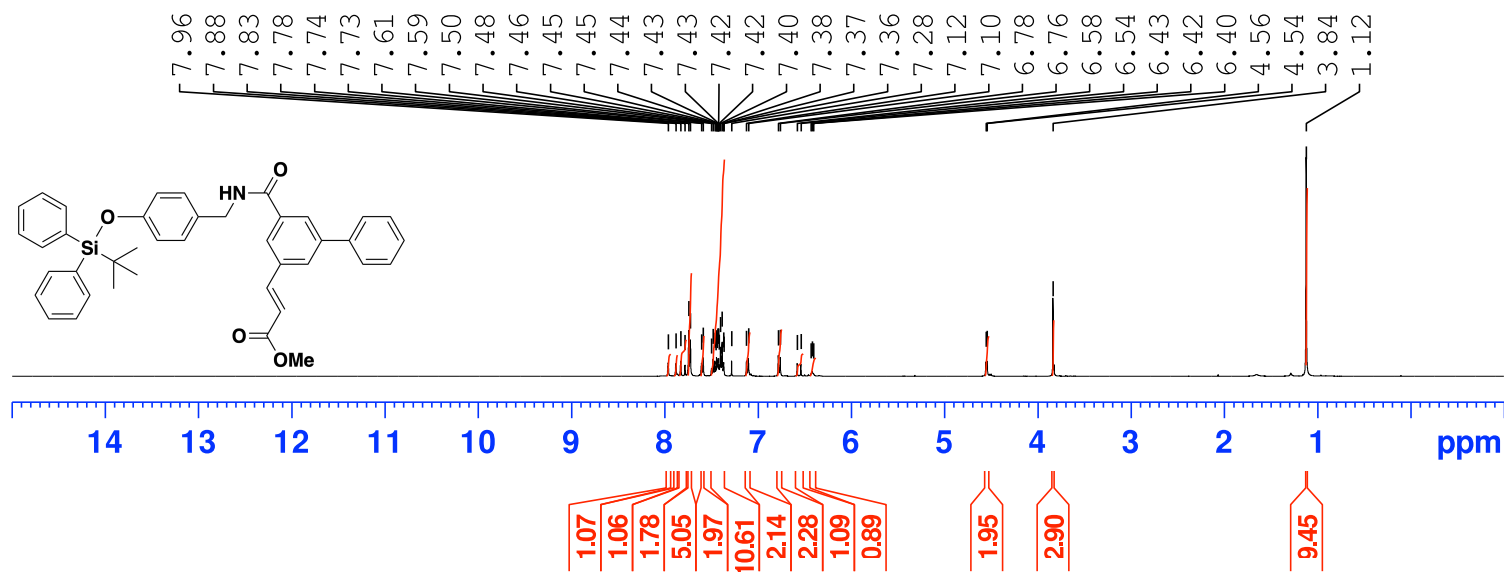 7.96 7.88 7.83 7.78 7.74 7.73 7.61 7.59 7.50 7.48 7.46 7.45 7.45 7.44 7.43 7.43 7.42 7.42 7.40 7.38 7.37 7.36 7.28 7.12 7.10 6.78 6.76 6.58 6.54 6.43 6.42 6.40 4.56 4.54 3.84 1.12
O
HN
O
Si
O
OMe
14 13 12 11 10 9 8 7 6 5 4 3 2 1 ppm
1.07 1.06 1.78 5.05 1.97 10.61 2.14 2.28 1.09 0.89 1.95 2.90 9.45